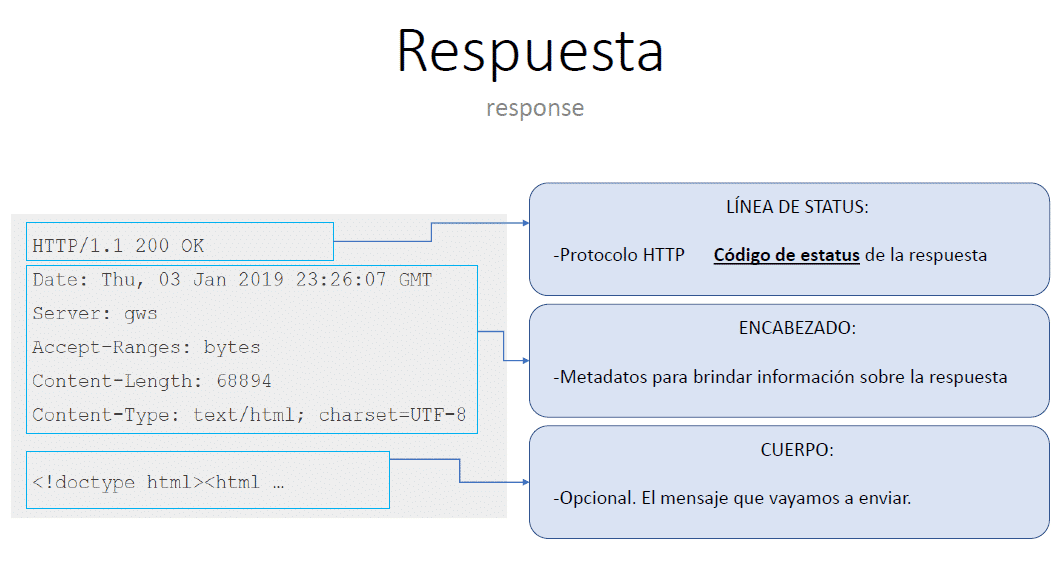 Respuesta
response
HTTP/1.1 200 OK
Date: Thu, 03 Jan 2019 23:26:07 GMT
Server: gws
Accept-Ranges: bytes
Content-Length: 68894
Content-Type: text/html; charset=UTF-8
<!doctype html><html …
LÍNEA DE STATUS:
-Protocolo HTTP Código de estatus de la respuesta
ENCABEZADO:
-Metadatos para brindar información sobre la respuesta
CUERPO:
-Opcional. El mensaje que vayamos a enviar.